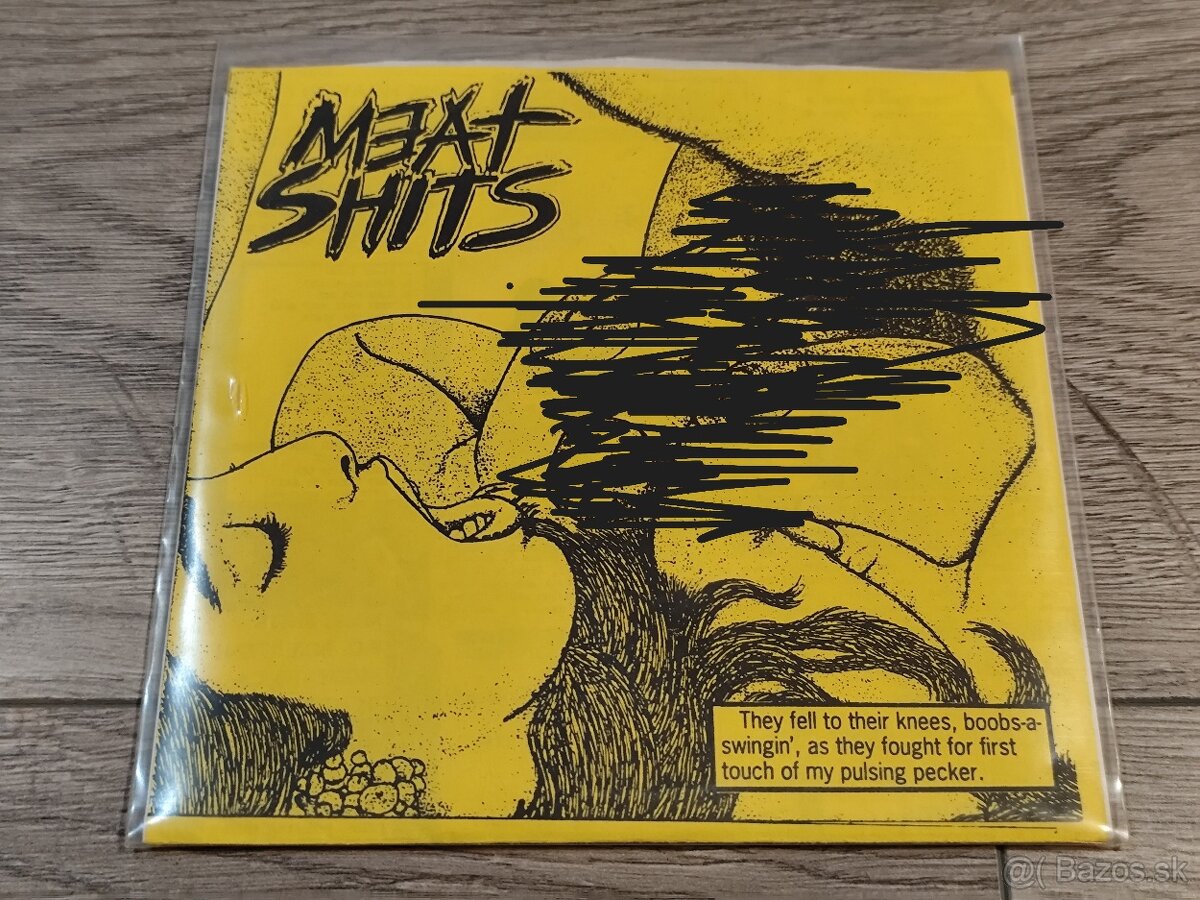 MƎAT
SHITS
They fell to their knees, boobs-a-
swingin', as they fought for first
touch of my pulsing pecker.
@( Bazos.sk